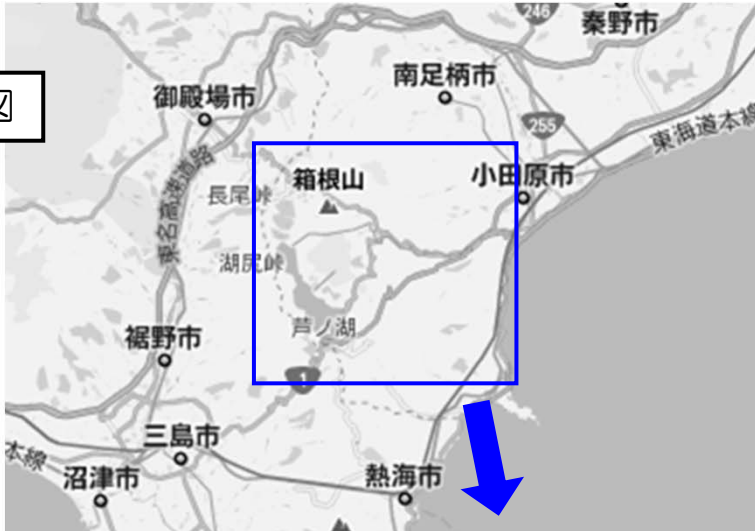 246
秦野市
南足柄市
図
御殿場市
255
東海道本線
東名高速道路
箱根山
小田原市
長尾峠
湖尻峠
芦ノ湖
裾野市
1
三島市
本線
沼津市
熱海市